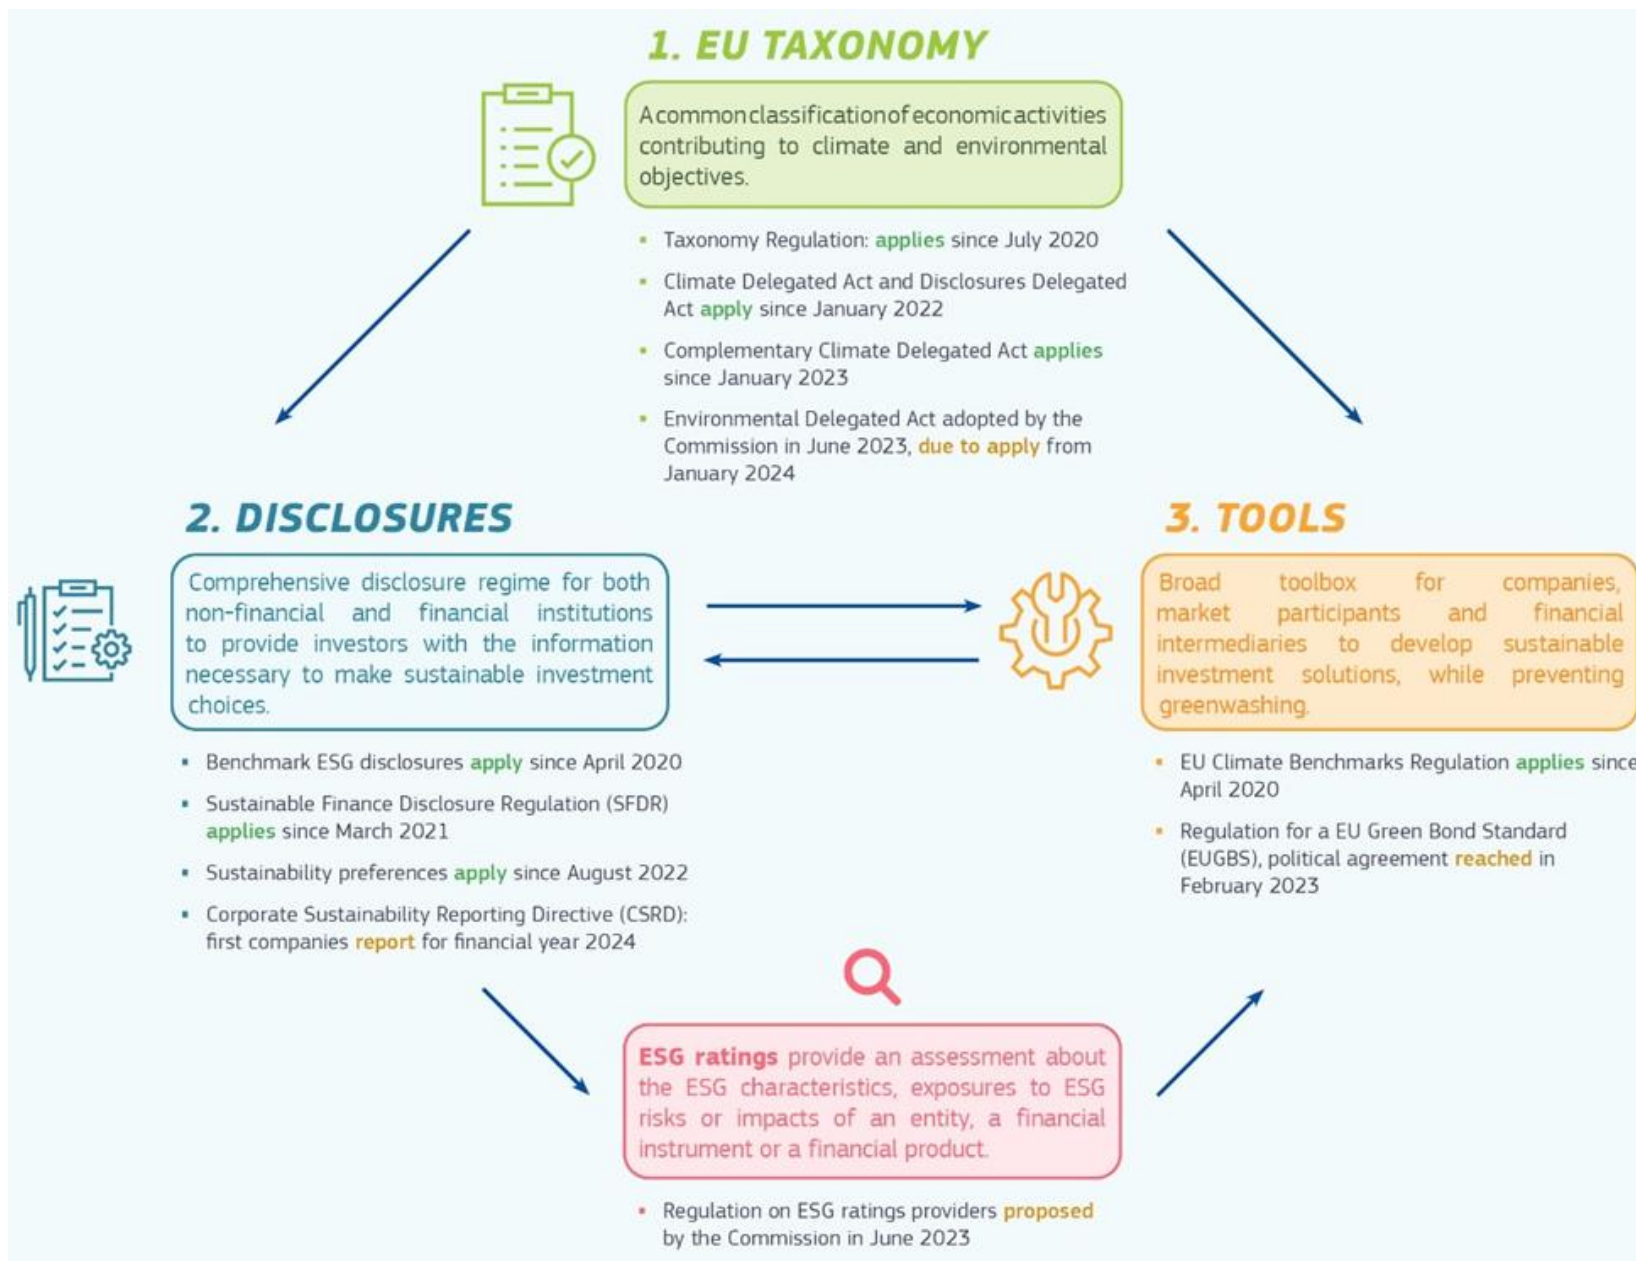 1. EU TAXONOMY
A common classification of economic activities
contributing to climate and environmental
objectives.
▪ Taxonomy Regulation: applies since July 2020
▪ Climate Delegated Act and Disclosures Delegated
Act apply since January 2022
▪ Complementary Climate Delegated Act applies
since January 2023
▪ Environmental Delegated Act adopted by the
Commission in June 2023, due to apply from
January 2024
2. DISCLOSURES
Comprehensive disclosure regime for both
non-financial and financial institutions
to provide investors with the information
necessary to make sustainable investment
choices.
▪ Benchmark ESG disclosures apply since April 2020
▪ Sustainable Finance Disclosure Regulation (SFDR)
applies since March 2021
▪ Sustainability preferences apply since August 2022
▪ Corporate Sustainability Reporting Directive (CSRD):
first companies report for financial year 2024
3. TOOLS
Broad toolbox for companies,
market participants and financial
intermediaries to develop sustainable
investment solutions, while preventing
greenwashing.
▪ EU Climate Benchmarks Regulation applies since
April 2020
▪ Regulation for a EU Green Bond Standard
(EUGBS), political agreement reached in
February 2023
ESG ratings provide an assessment about
the ESG characteristics, exposures to ESG
risks or impacts of an entity, a financial
instrument or a financial product.
▪ Regulation on ESG ratings providers proposed
by the Commission in June 2023